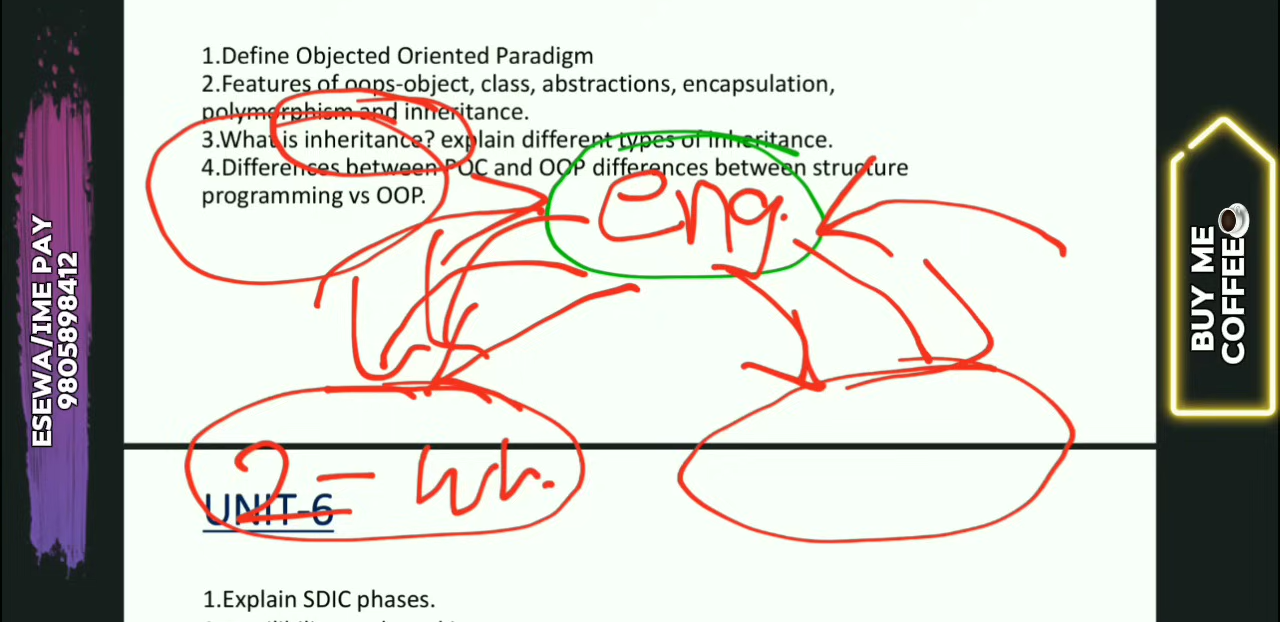 1.Define Objected Oriented Paradigm
2.Features of oops-object, class, abstractions, encapsulation,
polymorphism and inheritance.
3.What is inheritance? explain different types of inheritance.
4.Differences between POC and OOP differences between structure
programming vs OOP.
eng.
2 - wh.
UNIT-6
1.Explain SDIC phases.
ESEWA/IME PAY
9805898412
BUY ME
COFFEE